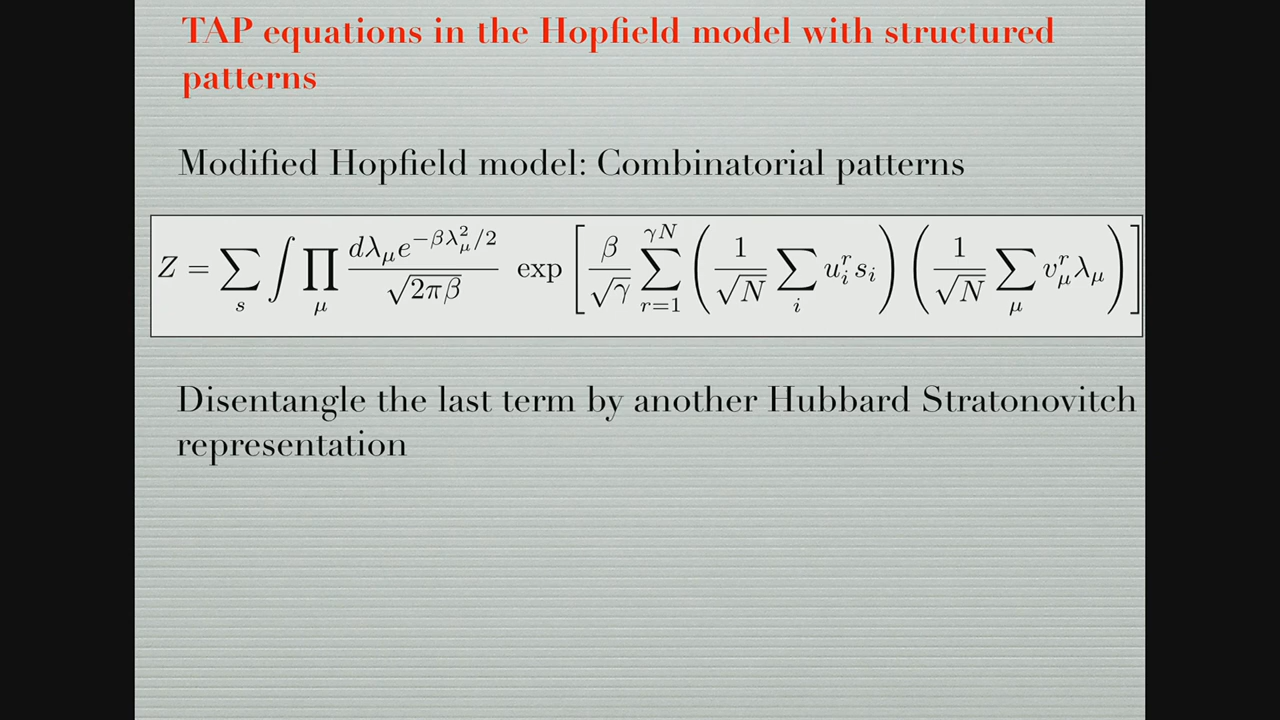 TAP equations in the Hopfield model with structured
patterns
Modified Hopfield model: Combinatorial patterns
$Z = \sum_{s} \int \prod_{\mu} \frac{d\lambda_\mu e^{-\beta\lambda_\mu^2/2}}{\sqrt{2\pi\beta}} \exp\left[ \frac{\beta}{\sqrt{\gamma}} \sum_{r=1}^{\gamma N} \left( \frac{1}{\sqrt{N}} \sum_i u_i^r s_i \right) \left( \frac{1}{\sqrt{N}} \sum_\mu v_\mu^r \lambda_\mu \right) \right]$
Disentangle the last term by another Hubbard Stratonovitch
representation